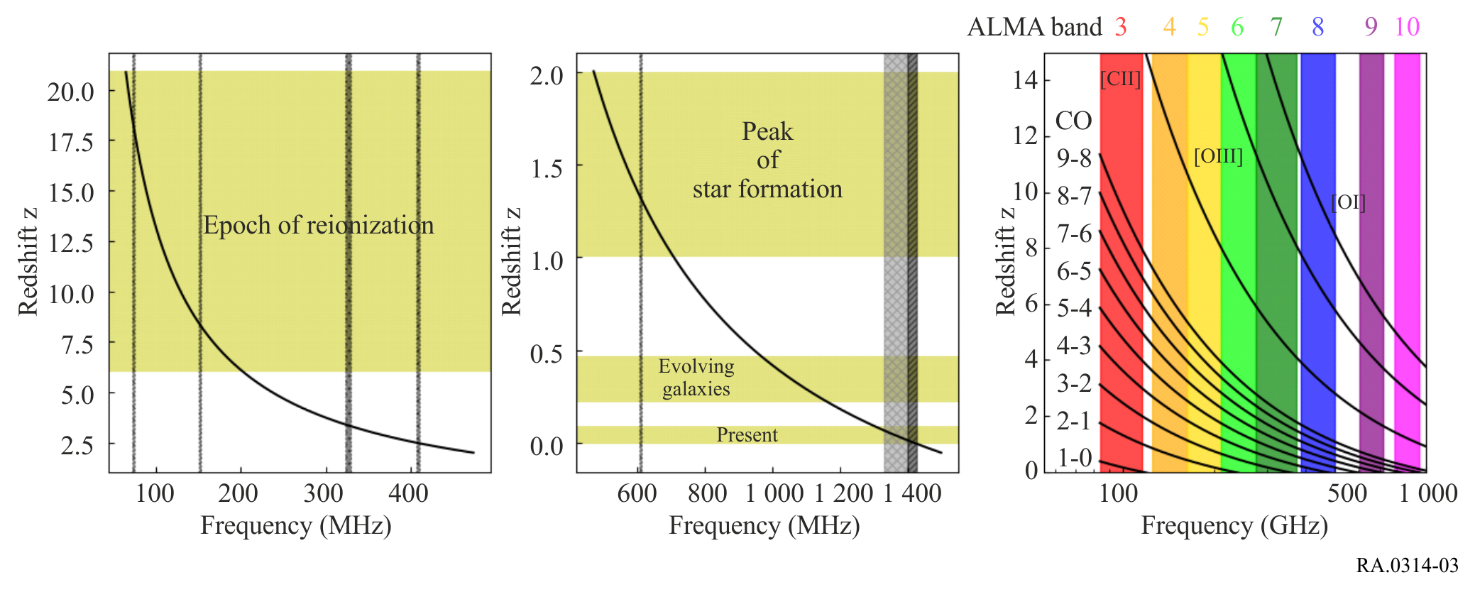 ALMA band 3 4 5 6 7 8 9 10
20.0
17.5
15.0
12.5
10.0
7.5
5.0
2.5
Redshift z
Epoch of reionization
100 200 300 400
Frequency (MHz)
2.0
1.5
1.0
0.5
0.0
Redshift z
Peak
of
star formation
Evolving
galaxies
Present
600 800 1 000 1 200 1 400
Frequency (MHz)
14
12
10
8
6
4
2
0
Redshift z
[CII]
CO
9-8
8-7
7-6
6-5
5-4
4-3
3-2
2-1
1-0
[OIII]
[OI]
100 500 1 000
Frequency (GHz)
RA.0314-03